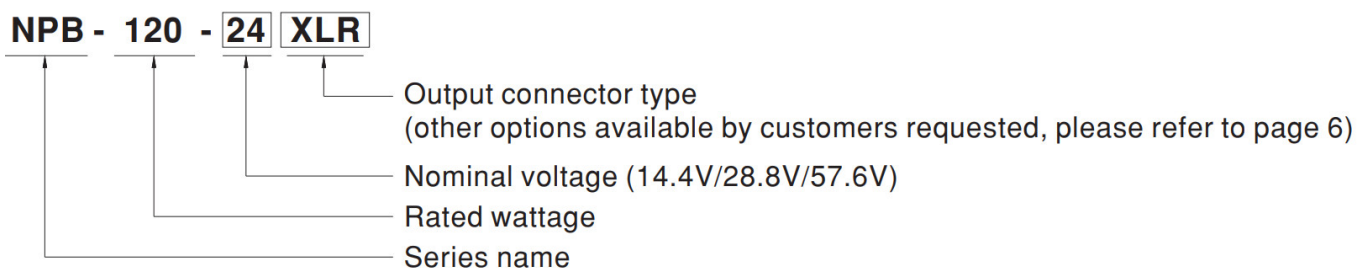 NPB - 120 - 24 XLR
Output connector type
(other options available by customers requested, please refer to page 6)
Nominal voltage (14.4V/28.8V/57.6V)
Rated wattage
Series name